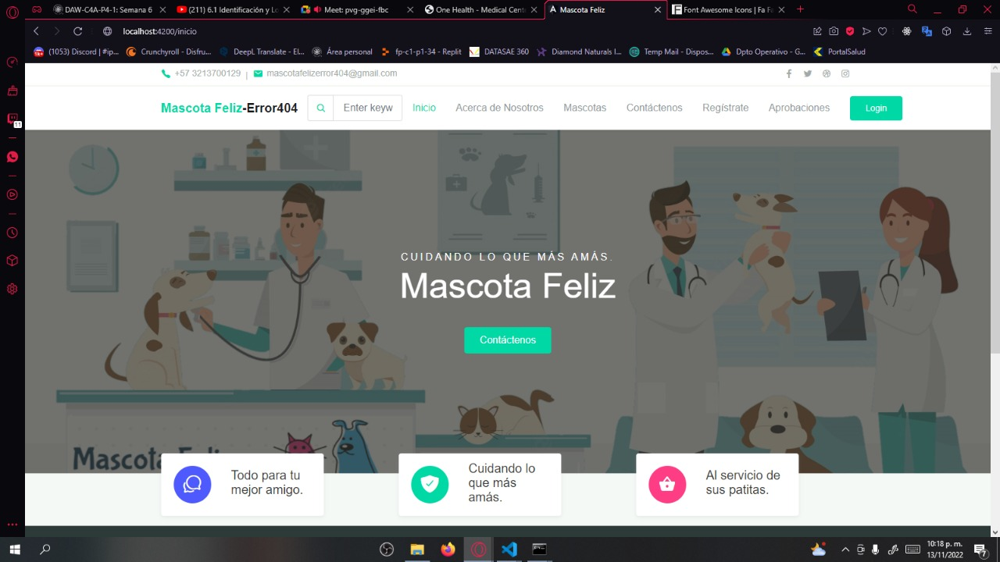 DAW-C4A-P4-1: Semana 6
(211) 6.1 Identificación y Lo
Meet: pvg-ggei-fbc
One Health - Medical Cent
Mascota Feliz
Font Awesome Icons | Fa Fa
localhost:4200/inicio
(1053) Discord | #ip...
Crunchyroll - Disfru...
DeepL Translate - El...
Área personal
fp-c1-p1-34 - Replit
DATASAE 360
Diamond Naturals I...
Temp Mail - Dispos...
Dpto Operativo - G...
PortalSalud
+57 3213700129 | mascotafelizerror404@gmail.com
Mascota Feliz-Error404
Enter keyw
Inicio
Acerca de Nosotros
Mascotas
Contáctenos
Regístrate
Aprobaciones
Login
11
CUIDANDO LO QUE MÁS AMÁS.
Mascota Feliz
Contáctenos
Mascota Feliz
Todo para tu
mejor amigo.
Cuidando lo
que más
amás.
Al servicio de
sus patitas.
10:18 p. m.
13/11/2022
7